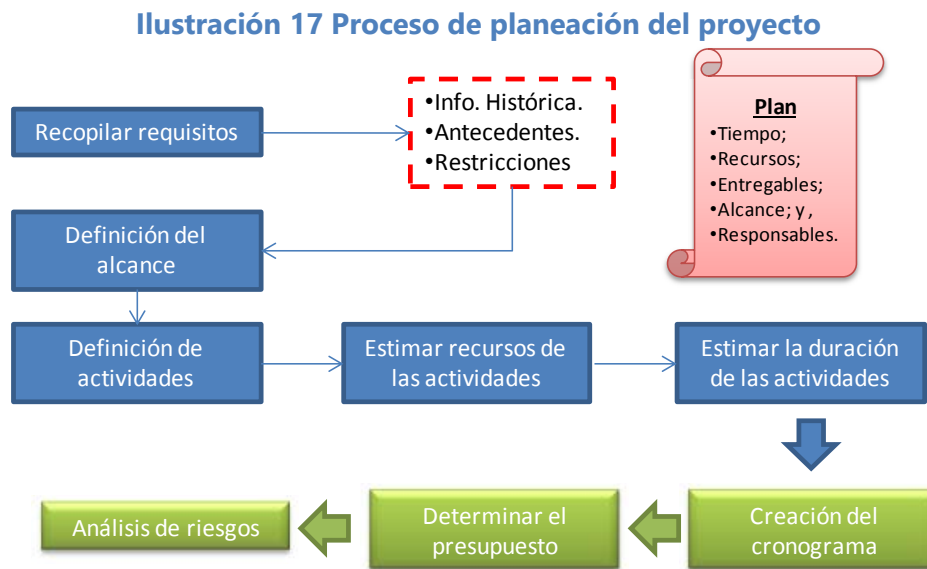 Ilustración 17 Proceso de planeación del proyecto
Recopilar requisitos
•Info. Histórica.
•Antecedentes.
•Restricciones
Plan
•Tiempo;
•Recursos;
•Entregables;
•Alcance; y ,
•Responsables.
Definición del
alcance
Definición de
actividades
Estimar recursos de
las actividades
Estimar la duración
de las actividades
Análisis de riesgos
Determinar el
presupuesto
Creación del
cronograma